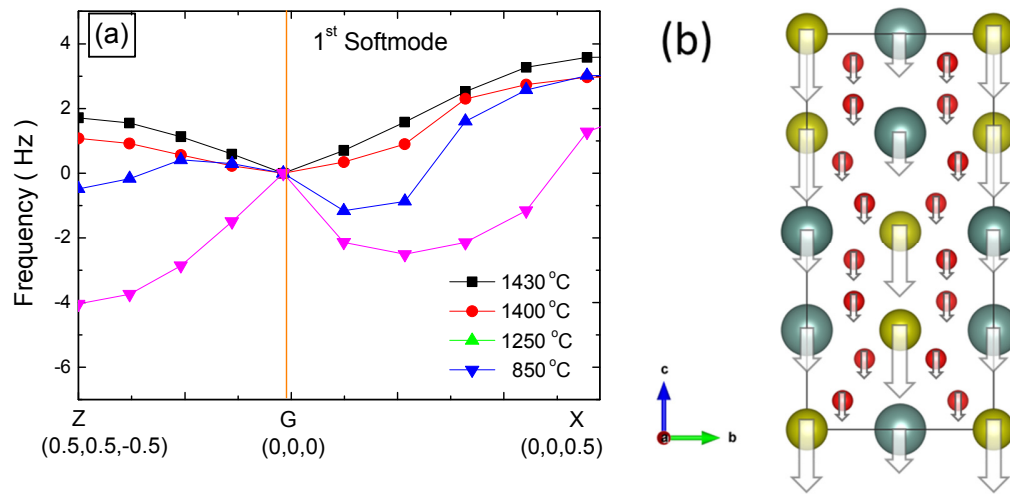 (a)
1st Softmode
Frequency ( Hz )
4
2
0
-2
-4
-6
1430 °C
1400 °C
1250 °C
850 °C
Z G X
(0.5,0.5,-0.5) (0,0,0) (0,0,0.5)
(b)
c
a b